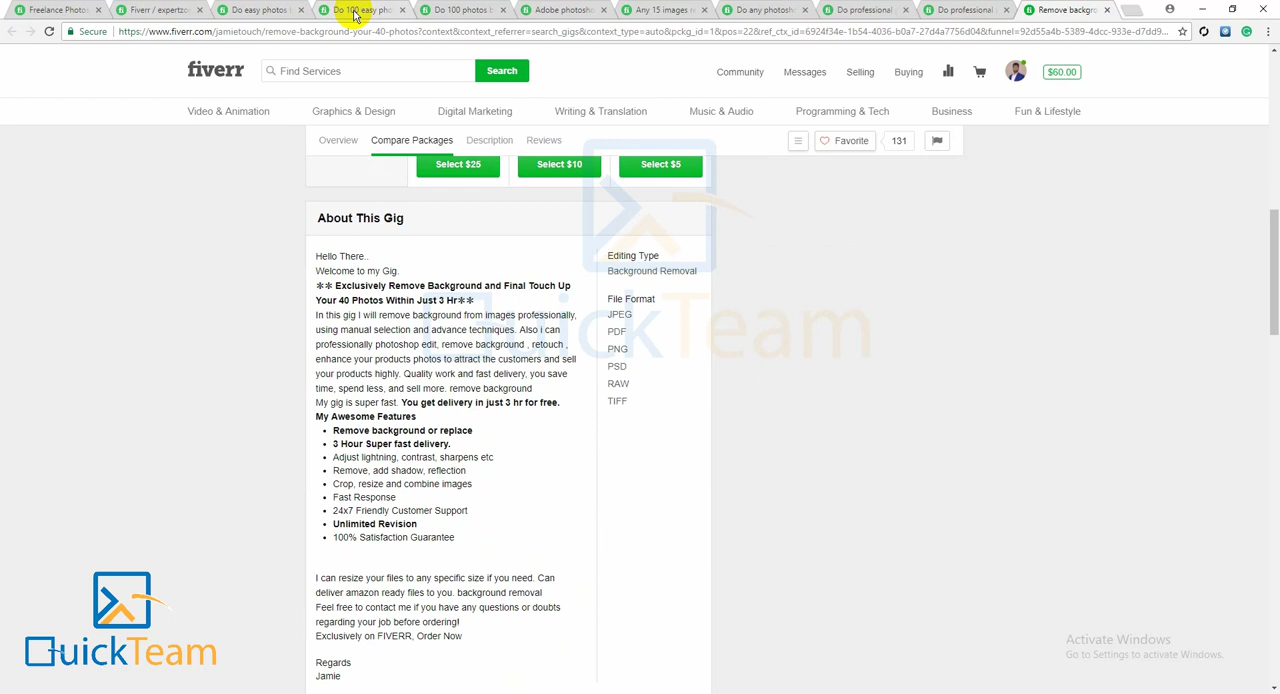 Freelance Photos
Fiverr / expertzo
Do easy photos
Do 100 easy pho
Do 100 photos b
Adobe photosh
Any 15 images re
Do any photosh
Do professional
Do professional
Remove backgro
Secure
https://www.fiverr.com/jamietouch/remove-background-your-40-photos?context&context_referrer=search_gigs&context_type=auto&pckg_id=1&pos=22&ref_ctx_id=6924f34e-1b54-4036-b0a7-27d4a7756d04&funnel=92d55a4b-5389-4dcc-933e-d7dd9...
fiverr
Find Services
Search
Community
Messages
Selling
Buying
$60.00
Video & Animation
Graphics & Design
Digital Marketing
Writing & Translation
Music & Audio
Programming & Tech
Business
Fun & Lifestyle
Overview
Compare Packages
Description
Reviews
Favorite
131
Select $25
Select $10
Select $5
About This Gig
Hello There..
Welcome to my Gig.
** Exclusively Remove Background and Final Touch Up
Your 40 Photos Within Just 3 Hr**
In this gig I will remove background from images professionally,
using manual selection and advance techniques. Also i can
professionally photoshop edit, remove background , retouch ,
enhance your products photos to attract the customers and sell
your products highly. Quality work and fast delivery, you save
time, spend less, and sell more. remove background
My gig is super fast. You get delivery in just 3 hr for free.
My Awesome Features
• Remove background or replace
• 3 Hour Super fast delivery.
• Adjust lightning, contrast, sharpens etc
• Remove, add shadow, reflection
• Crop, resize and combine images
• Fast Response
• 24x7 Friendly Customer Support
• Unlimited Revision
• 100% Satisfaction Guarantee
I can resize your files to any specific size if you need. Can
deliver amazon ready files to you. background removal
Feel free to contact me if you have any questions or doubts
regarding your job before ordering!
Exclusively on FIVERR, Order Now
Regards
Jamie
Editing Type
Background Removal
File Format
JPEG
PDF
PNG
PSD
RAW
TIFF
QuickTeam
QuickTeam
Activate Windows
Go to Settings to activate Windows.